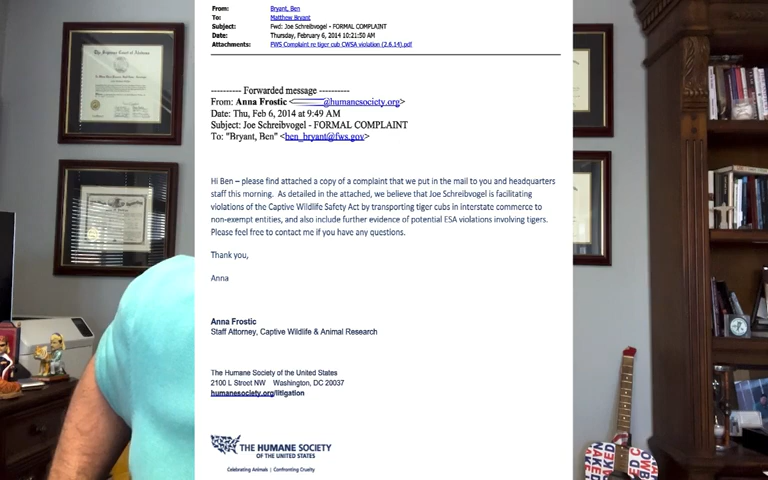 From: Bryant, Ben
To: Matthew Bryant
Subject: Fwd: Joe Schreibvogel - FORMAL COMPLAINT
Date: Thursday, February 6, 2014 10:21:50 AM
Attachments: FWS Complaint re tiger cub CWSA violation (2.6.14).pdf
---------- Forwarded message ----------
From: Anna Frostic < @humanesociety.org>
Date: Thu, Feb 6, 2014 at 9:49 AM
Subject: Joe Schreibvogel - FORMAL COMPLAINT
To: "Bryant, Ben" <ben_bryant@fws.gov>
Hi Ben – please find attached a copy of a complaint that we put in the mail to you and headquarters
staff this morning. As detailed in the attached, we believe that Joe Schreibvogel is facilitating
violations of the Captive Wildlife Safety Act by transporting tiger cubs in interstate commerce to
non-exempt entities, and also include further evidence of potential ESA violations involving tigers.
Please feel free to contact me if you have any questions.
Thank you,
Anna
Anna Frostic
Staff Attorney, Captive Wildlife & Animal Research
The Humane Society of the United States
2100 L Street NW Washington, DC 20037
humanesociety.org/litigation
THE HUMANE SOCIETY
OF THE UNITED STATES
Celebrating Animals | Confronting Cruelty